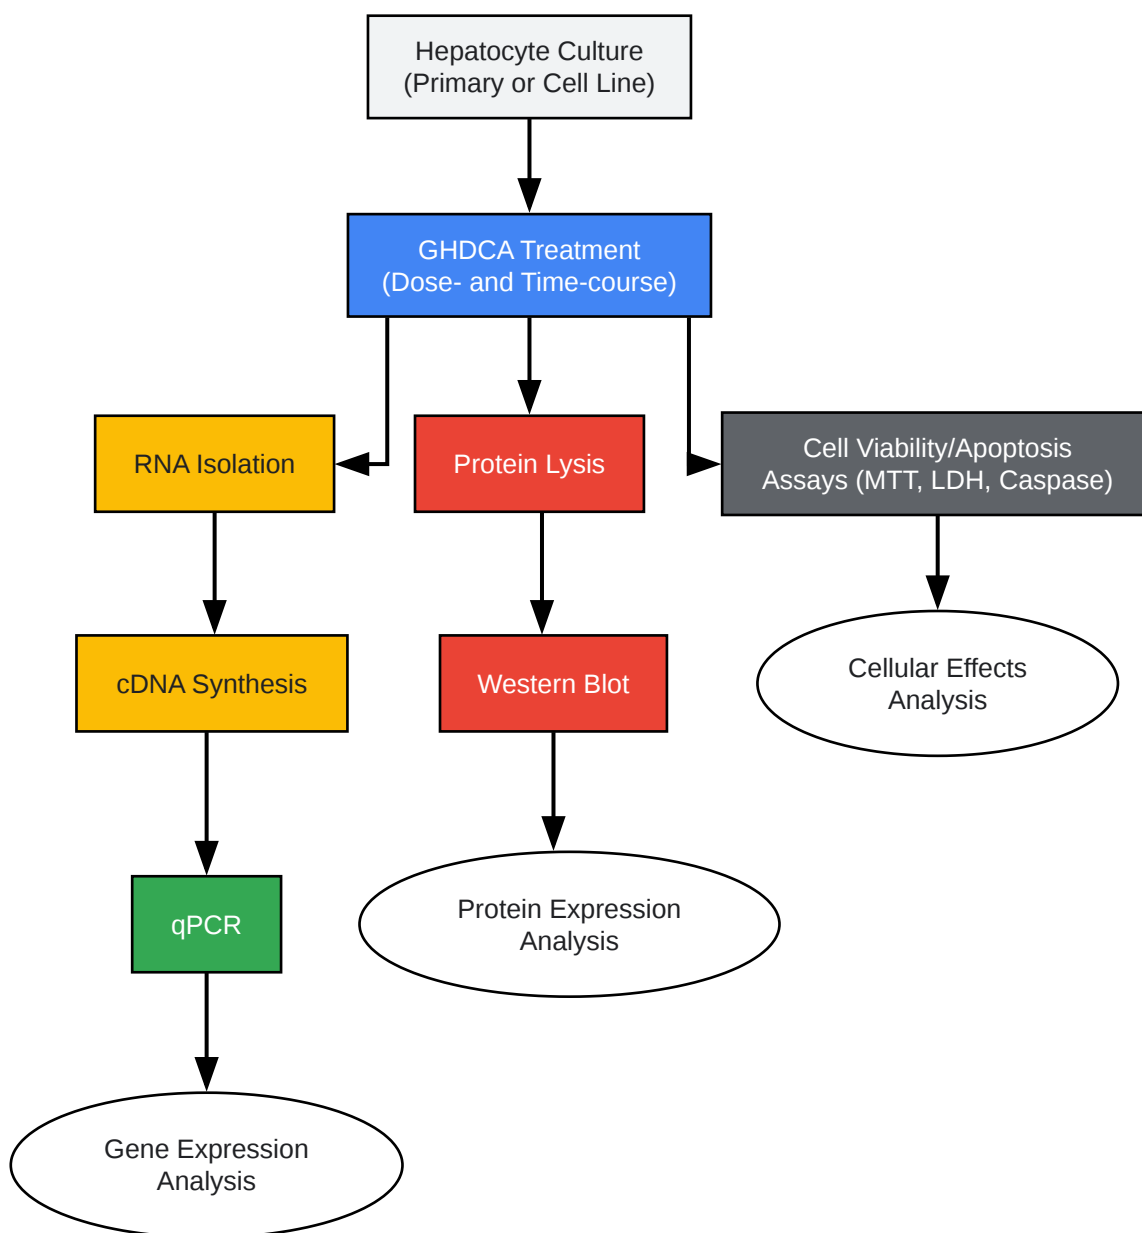 Hepatocyte Culture
(Primary or Cell Line)
GHDCA Treatment
(Dose- and Time-course)
RNA Isolation
Protein Lysis
Cell Viability/Apoptosis
Assays (MTT, LDH, Caspase)
cDNA Synthesis
Western Blot
Cellular Effects
Analysis
qPCR
Protein Expression
Analysis
Gene Expression
Analysis